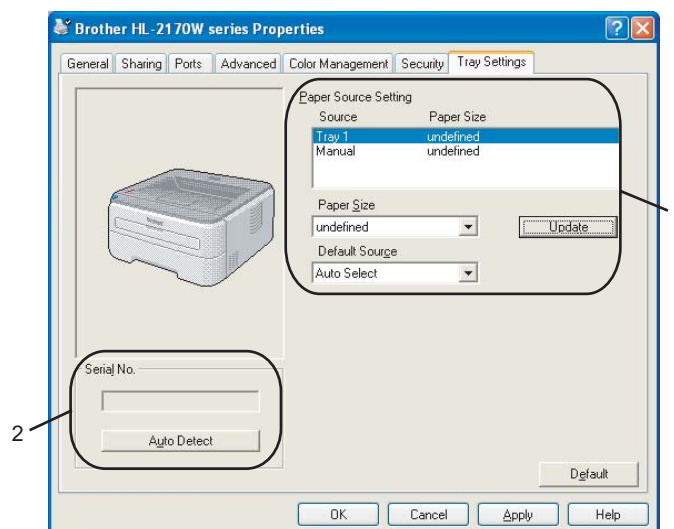 Brother HL-2170W series Properties
General Sharing Ports Advanced Color Management Security Tray Settings
Paper Source Setting
Source Paper Size
Tray 1 undefined
Manual undefined
Paper Size
undefined Update
Default Source
Auto Select
Serial No.
2
Auto Detect
Default
OK Cancel Apply Help